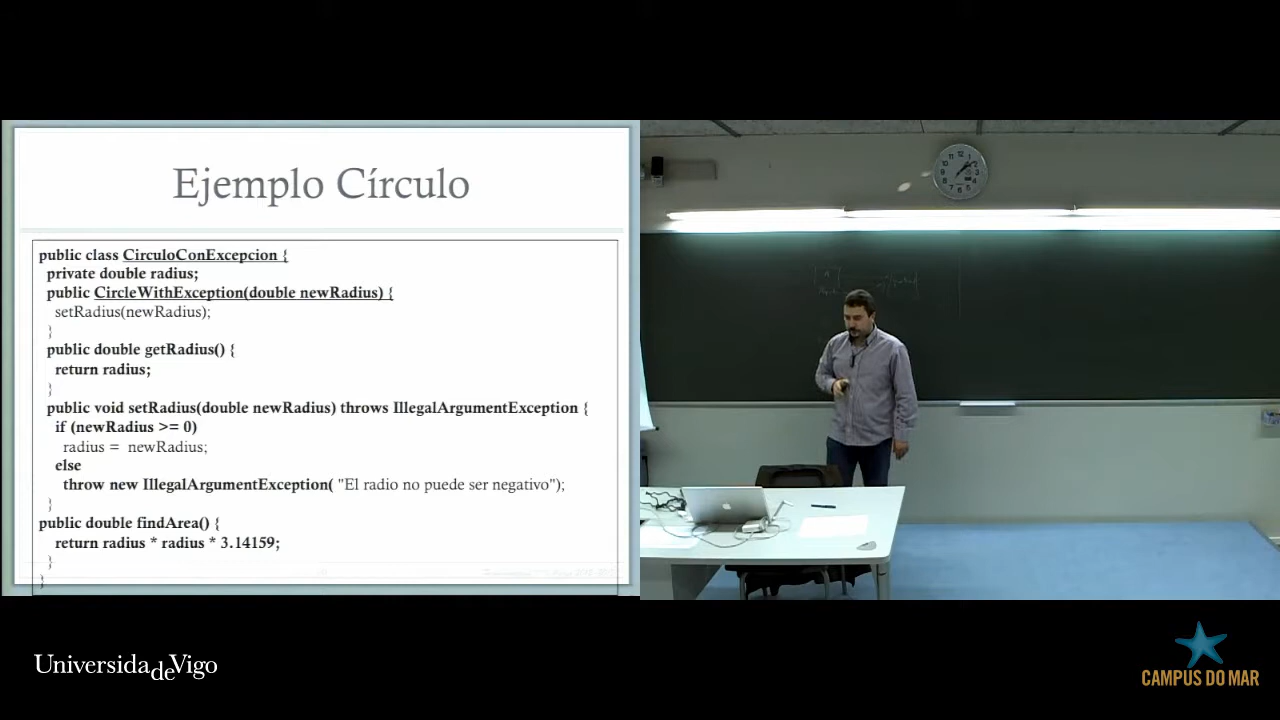 Ejemplo Círculo
public class CirculoConExcepcion {
private double radius;
public CircleWithException(double newRadius) {
setRadius(newRadius);
}
public double getRadius() {
return radius;
}
public void setRadius(double newRadius) throws IllegalArgumentException {
if (newRadius >= 0)
radius = newRadius;
else
throw new IllegalArgumentException( "El radio no puede ser negativo");
}
public double findArea() {
return radius * radius * 3.14159;
}
}
UniversidadeVigo
CAMPUS DO MAR